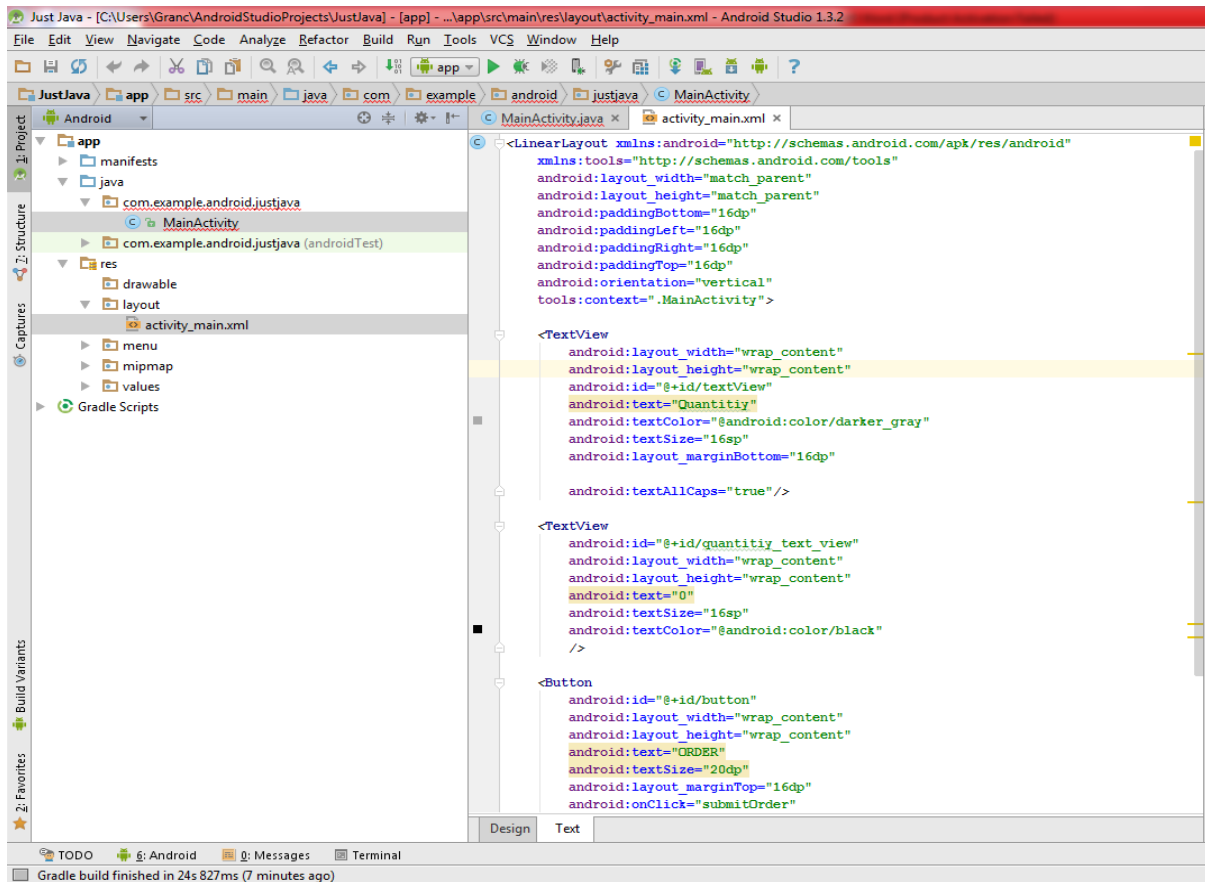 Just Java - [C:\Users\Granc\AndroidStudioProjects\JustJava] - [app] - ...\app\src\main\res\layout\activity_main.xml - Android Studio 1.3.2
File Edit View Navigate Code Analyze Refactor Build Run Tools VCS Window Help
app
JustJava app src main java com example android justjava MainActivity
1: Project
Android
MainActivity.java × activity_main.xml ×
app
manifests
java
com.example.android.justjava
MainActivity
com.example.android.justjava (androidTest)
res
drawable
layout
activity_main.xml
menu
mipmap
values
Gradle Scripts
7: Structure
Captures
Build Variants
2: Favorites
<LinearLayout xmlns:android="http://schemas.android.com/apk/res/android"
xmlns:tools="http://schemas.android.com/tools"
android:layout_width="match_parent"
android:layout_height="match_parent"
android:paddingBottom="16dp"
android:paddingLeft="16dp"
android:paddingRight="16dp"
android:paddingTop="16dp"
android:orientation="vertical"
tools:context=".MainActivity">
<TextView
android:layout_width="wrap_content"
android:layout_height="wrap_content"
android:id="@+id/textView"
android:text="Quantitiy"
android:textColor="@android:color/darker_gray"
android:textSize="16sp"
android:layout_marginBottom="16dp"
android:textAllCaps="true"/>
<TextView
android:id="@+id/quantitiy_text_view"
android:layout_width="wrap_content"
android:layout_height="wrap_content"
android:text="0"
android:textSize="16sp"
android:textColor="@android:color/black"
/>
<Button
android:id="@+id/button"
android:layout_width="wrap_content"
android:layout_height="wrap_content"
android:text="ORDER"
android:textSize="20dp"
android:layout_marginTop="16dp"
android:onClick="submitOrder"
Design Text
TODO 6: Android 0: Messages Terminal
Gradle build finished in 24s 827ms (7 minutes ago)